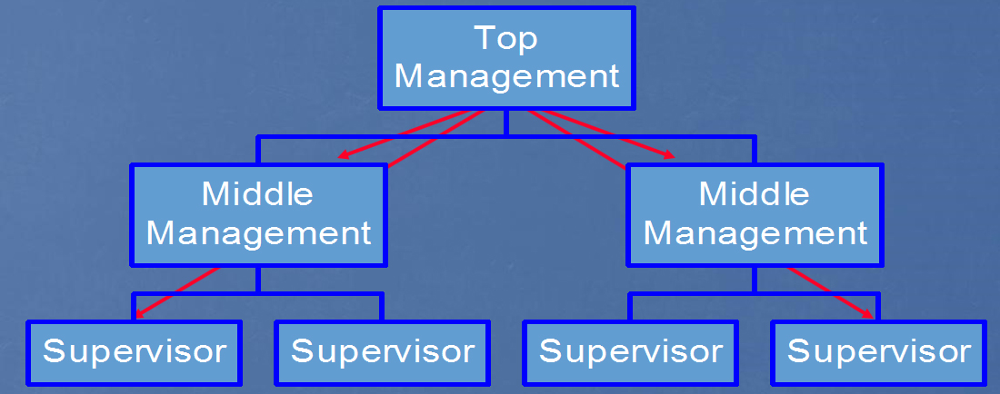 Top
Management
Middle
Management
Middle
Management
Supervisor
Supervisor
Supervisor
Supervisor